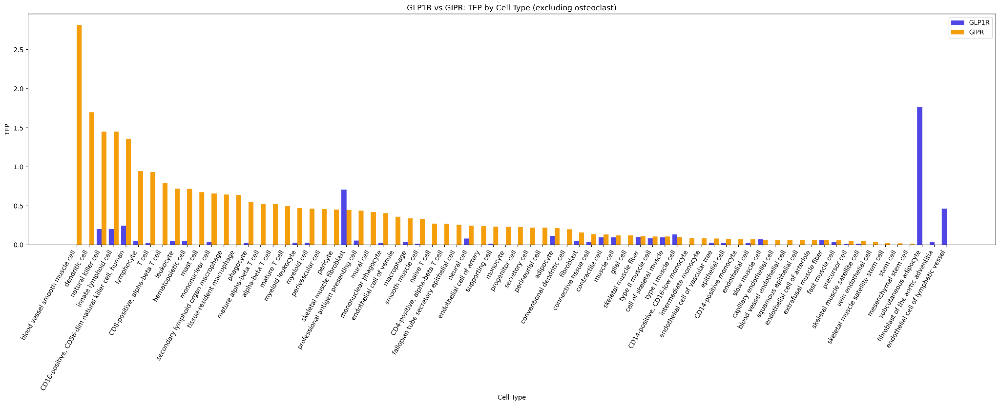 GLP1R vs GIPR: TEP by Cell Type (excluding osteoclast)
GLP1R
GIPR
TEP
2.5
2.0
1.5
1.0
0.5
0.0
blood vessel smooth muscle cell
dendritic cell
natural killer cell
innate lymphoid cell
CD16-positive, CD56-dim natural killer cell, human
lymphocyte
T cell
CD8-positive, alpha-beta T cell
leukocyte
hematopoietic cell
mast cell
mononuclear cell
secondary lymphoid organ macrophage
tissue-resident macrophage
phagocyte
mature alpha-beta T cell
alpha-beta T cell
mature T cell
myeloid leukocyte
myeloid cell
perivascular cell
pericyte
skeletal muscle fibroblast
professional antigen presenting cell
mural cell
mononuclear phagocyte
endothelial cell of venule
macrophage
smooth muscle cell
naive T cell
CD4-positive, alpha-beta T cell
fallopian tube secretory epithelial cell
neural cell
endothelial cell of artery
supporting cell
monocyte
progenitor cell
secretory cell
perineurial cell
adipocyte
conventional dendritic cell
fibroblast
connective tissue cell
contractile cell
muscle cell
glial cell
skeletal muscle fiber
type II muscle cell
cell of skeletal muscle
type I muscle cell
CD14-positive, CD16-low monocyte
intermediate monocyte
endothelial cell of vascular tree
epithelial cell
CD14-positive monocyte
endothelial cell
slow muscle cell
capillary endothelial cell
blood vessel endothelial cell
squamous epithelial cell
endothelial cell of arteriole
extrafusal muscle fiber
fast muscle cell
precursor cell
skeletal muscle satellite cell
vein endothelial cell
skeletal muscle satellite stem cell
stem cell
mesenchymal stem cell
subcutaneous adipocyte
fibroblast of the aortic adventitia
endothelial cell of lymphatic vessel
Cell Type